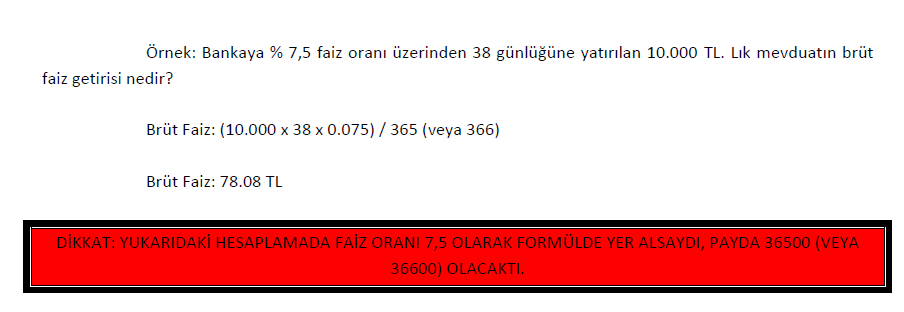 Örnek: Bankaya % 7,5 faiz oranı üzerinden 38 günlüğüne yatırılan 10.000 TL. Lık mevduatın brüt
faiz getirisi nedir?
Brüt Faiz: (10.000 x 38 x 0.075) / 365 (veya 366)
Brüt Faiz: 78.08 TL
DİKKAT: YUKARIDAKİ HESAPLAMADA FAİZ ORANI 7,5 OLARAK FORMÜLDE YER ALSAYDI, PAYDA 36500 (VEYA
36600) OLACAKTI.